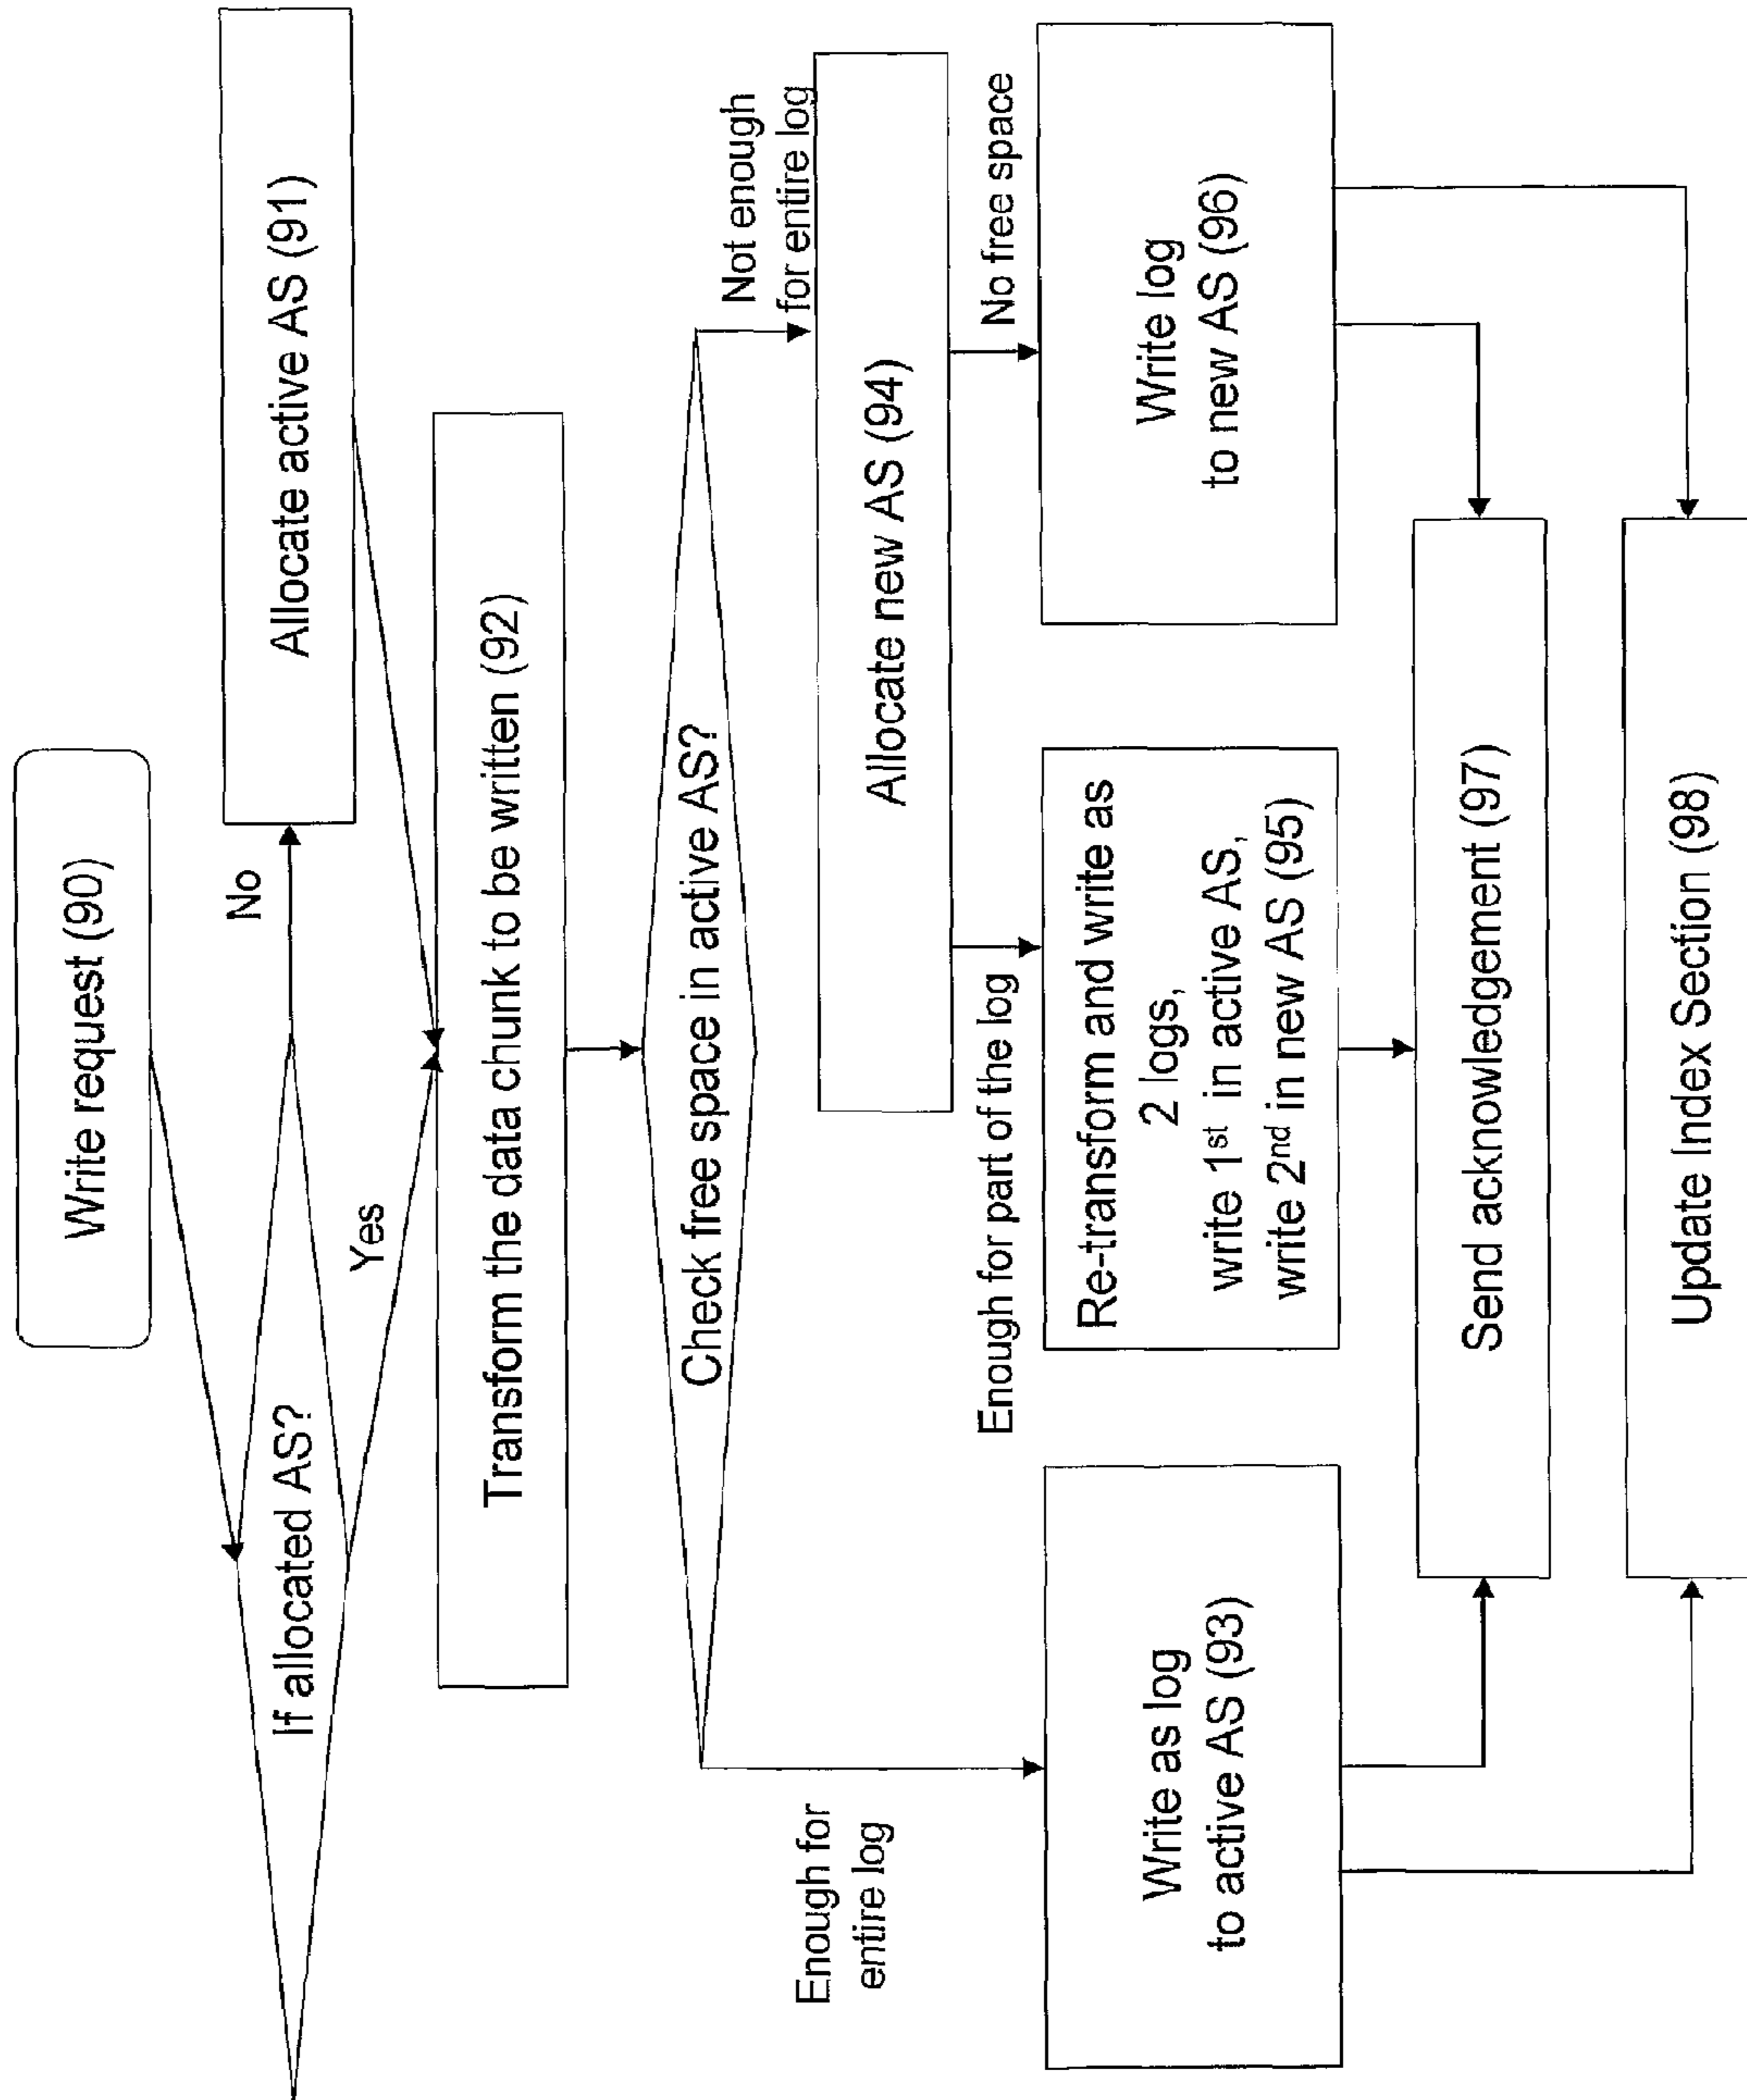 Write request (90)
If allocated AS?
No
Allocate active AS (91)
Yes
Transform the data chunk to be written (92)
Check free space in active AS?
Enough for
entire log
Not enough
for entire log
Allocate new AS (94)
Enough for part of the log
No free space
Write as log
to active AS (93)
Re-transform and write as
2 logs,
write 1st in active AS,
write 2nd in new AS (95)
Write log
to new AS (96)
Send acknowledgement (97)
Update Index Section (98)